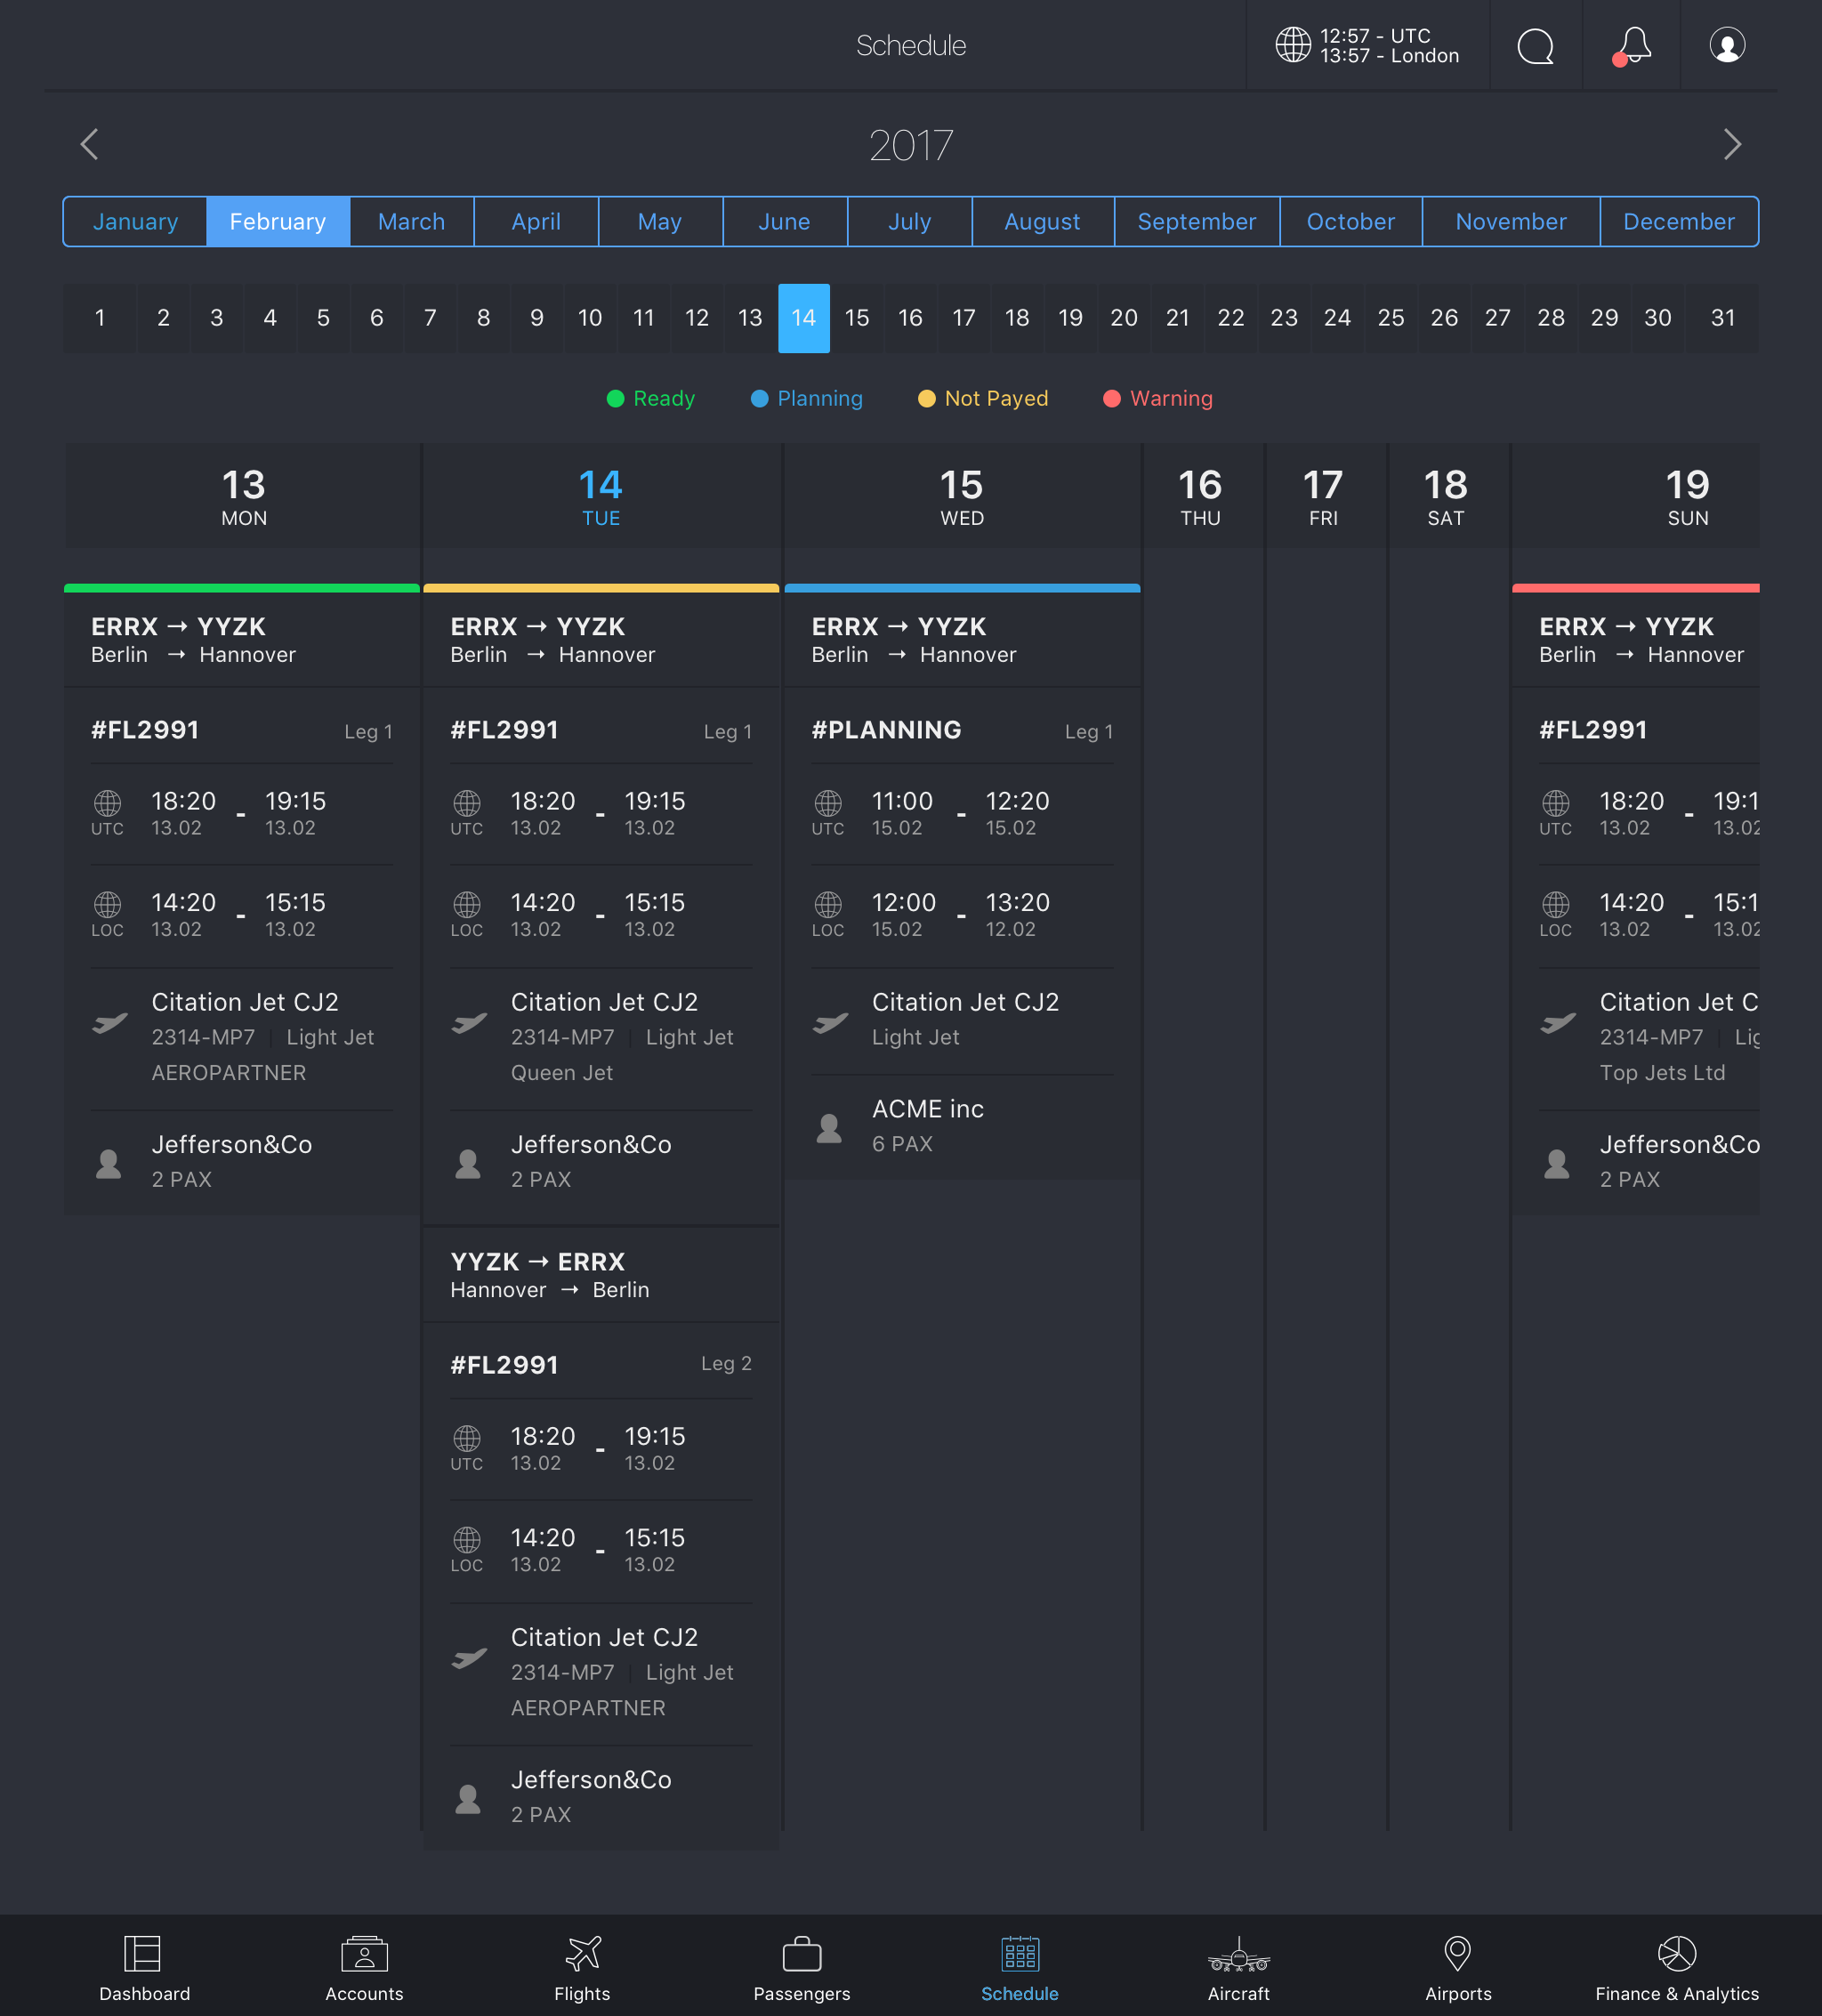 Schedule
12:57 - UTC
13:57 - London
2017
January February March April May June July August September October November December
1 2 3 4 5 6 7 8 9 10 11 12 13 14 15 16 17 18 19 20 21 22 23 24 25 26 27 28 29 30 31
Ready Planning Not Payed Warning
13
MON
14
TUE
15
WED
16
THU
17
FRI
18
SAT
19
SUN
ERRX → YYZK
Berlin → Hannover
#FL2991 Leg 1
18:20 - 19:15
UTC 13.02 13.02
14:20 - 15:15
LOC 13.02 13.02
Citation Jet CJ2
2314-MP7 Light Jet
AEROPARTNER
Jefferson&Co
2 PAX
ERRX → YYZK
Berlin → Hannover
#FL2991 Leg 1
18:20 - 19:15
UTC 13.02 13.02
14:20 - 15:15
LOC 13.02 13.02
Citation Jet CJ2
2314-MP7 Light Jet
Queen Jet
Jefferson&Co
2 PAX
YYZK → ERRX
Hannover → Berlin
#FL2991 Leg 2
18:20 - 19:15
UTC 13.02 13.02
14:20 - 15:15
LOC 13.02 13.02
Citation Jet CJ2
2314-MP7 Light Jet
AEROPARTNER
Jefferson&Co
2 PAX
ERRX → YYZK
Berlin → Hannover
#PLANNING Leg 1
11:00 - 12:20
UTC 15.02 15.02
12:00 - 13:20
LOC 15.02 12.02
Citation Jet CJ2
Light Jet
ACME inc
6 PAX
ERRX → YYZK
Berlin → Hannover
#FL2991
18:20 - 19:1
UTC 13.02 13.02
14:20 - 15:1
LOC 13.02 13.02
Citation Jet C
2314-MP7 Lig
Top Jets Ltd
Jefferson&Co
2 PAX
Dashboard Accounts Flights Passengers Schedule Aircraft Airports Finance & Analytics